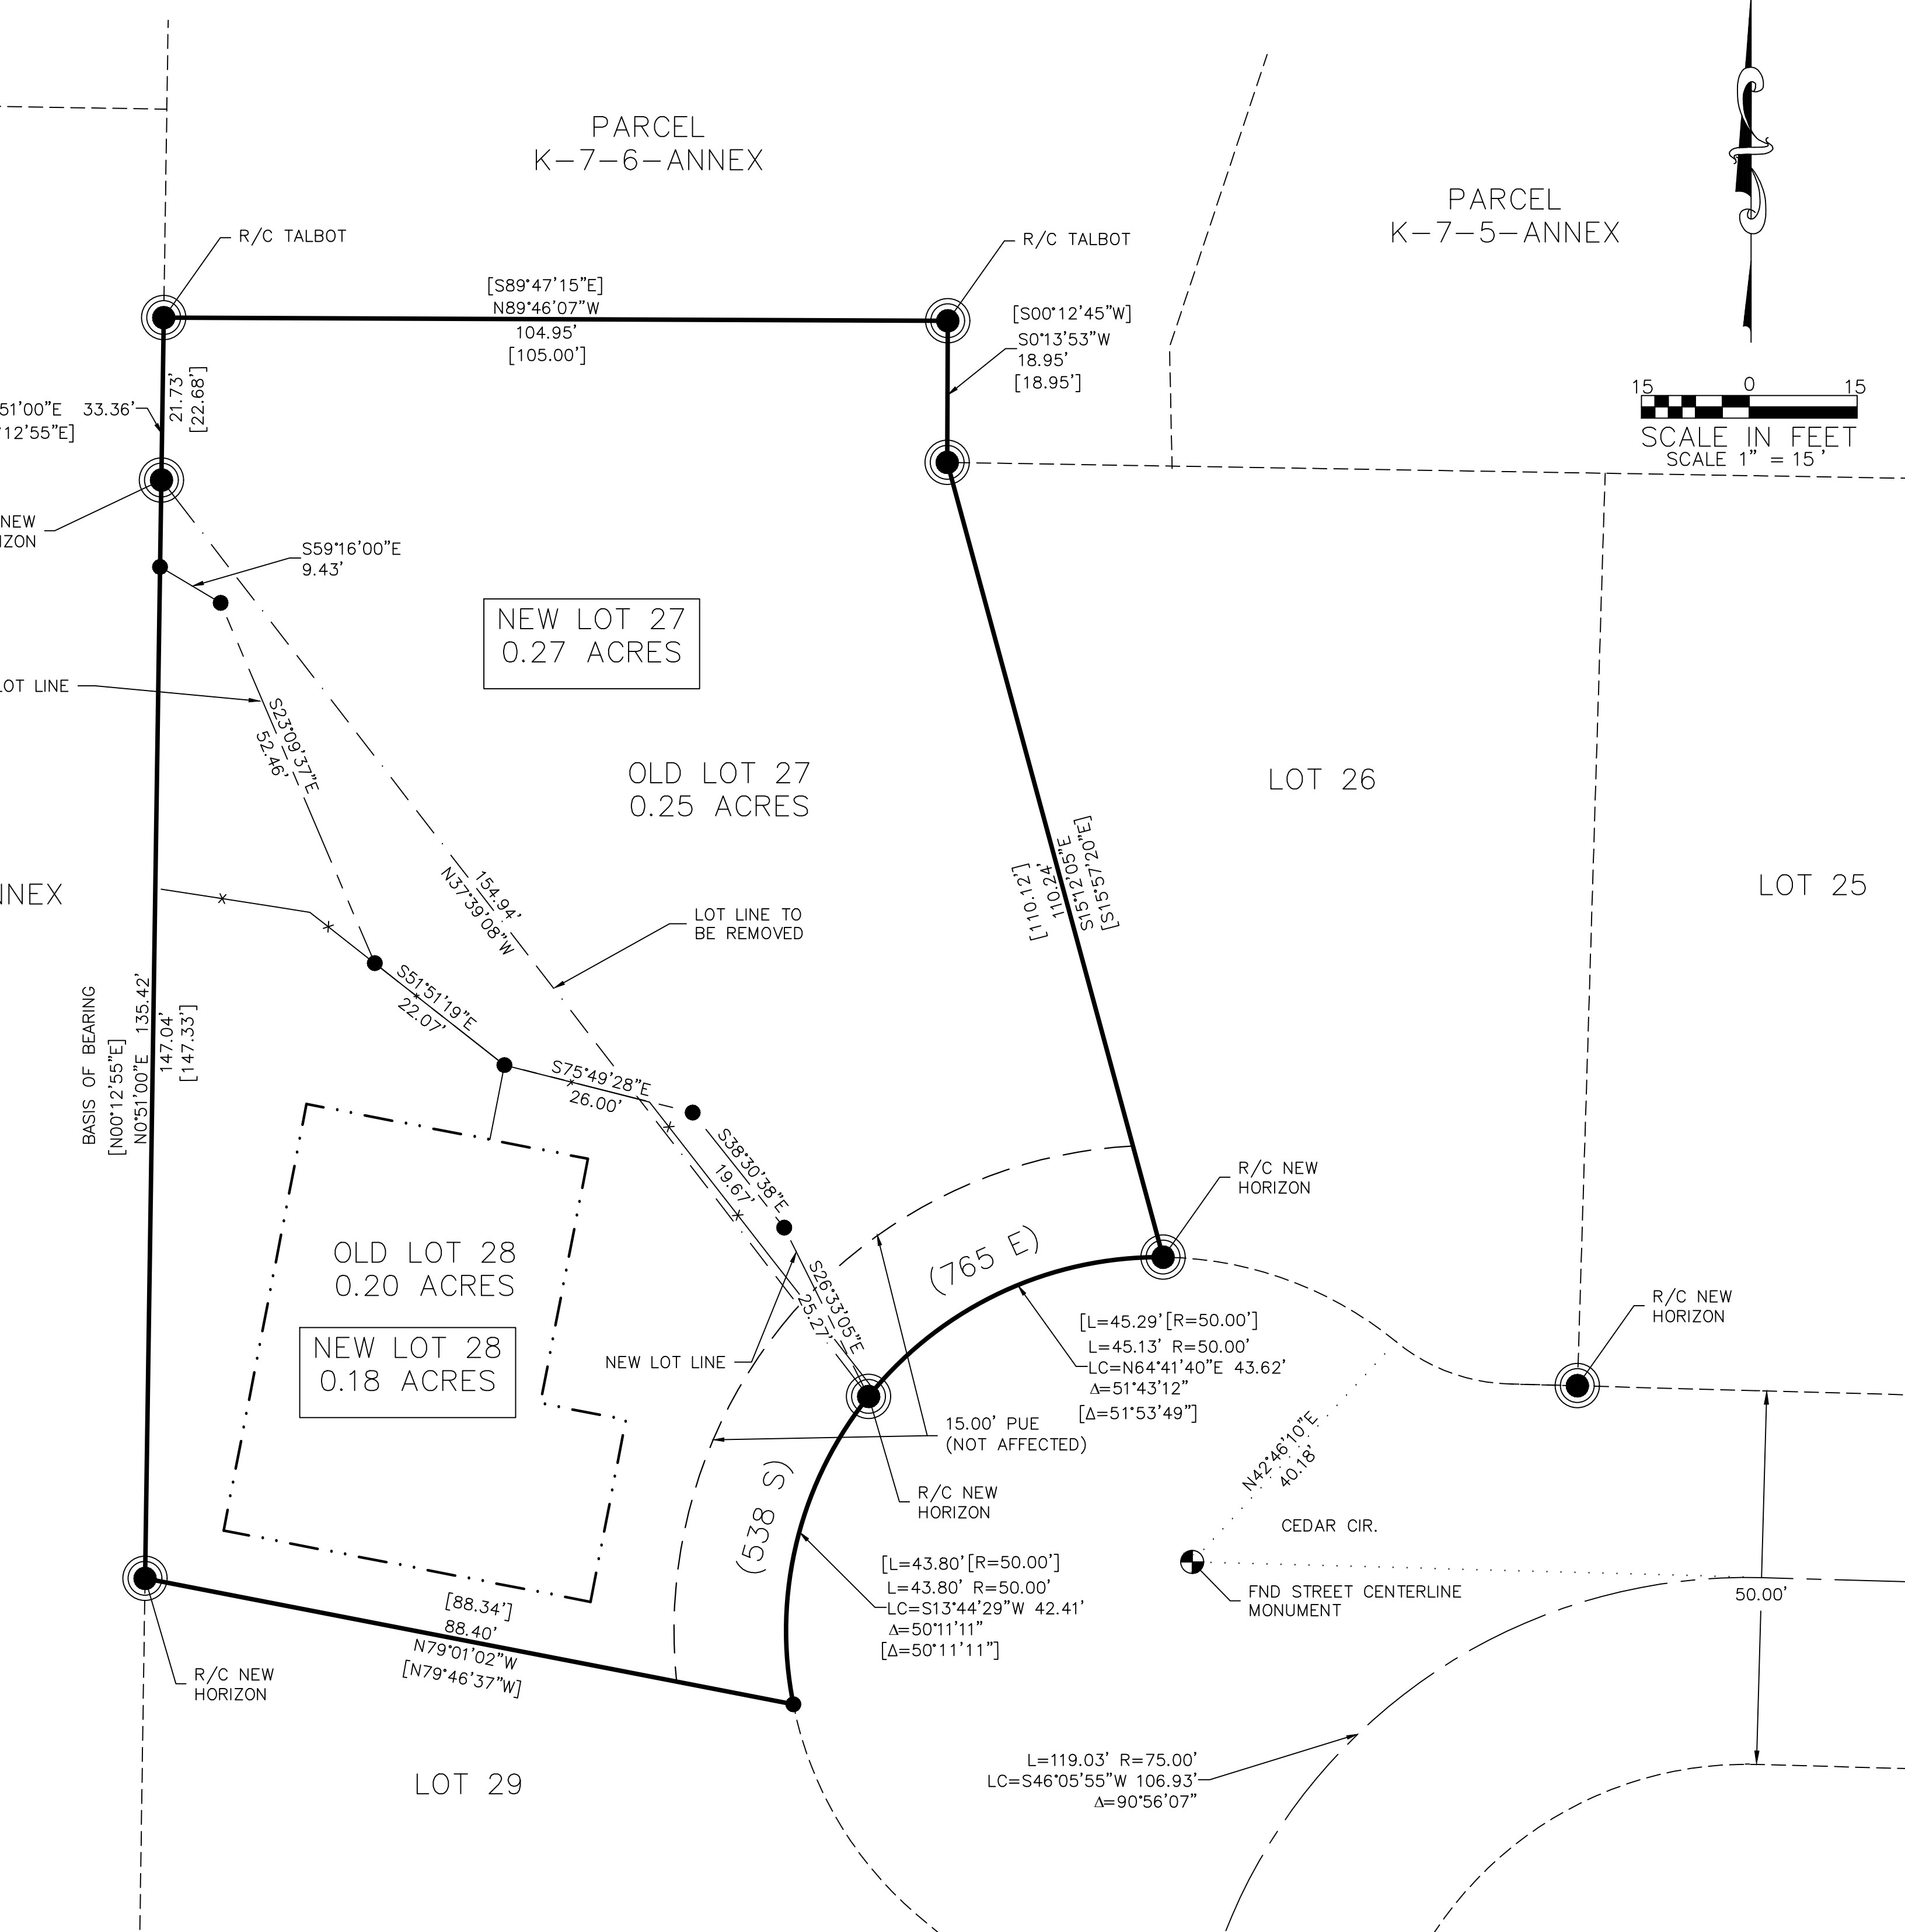 PARCEL
K-7-6-ANNEX
PARCEL
K-7-5-ANNEX
R/C TALBOT
R/C TALBOT
[S89°47'15"E]
N89°46'07"W
104.95'
[105.00']
[S00°12'45"W]
S0°13'53"W
18.95'
[18.95']
15 0 15
SCALE IN FEET
SCALE 1" = 15'
21.73'
[22.68']
51'00"E 33.36'
°12'55"E]
NEW
IZON
S59°16'00"E
9.43'
NEW LOT 27
0.27 ACRES
LOT LINE
S23°09'37"E
52.46'
OLD LOT 27
0.25 ACRES
LOT 26
LOT 25
NNEX
154.94'
N37°39'08"W
LOT LINE TO
BE REMOVED
[S15°57'20"E]
S15°12'05"E
110.24'
[110.12']
BASIS OF BEARING
[N00°12'55"E]
N0°51'00"E 135.42'
147.04'
[147.33']
S51°51'19"E
22.07'
S75°49'28"E
26.00'
S38°30'38"E
19.67'
S26°33'05"E
25.27'
NEW LOT LINE
OLD LOT 28
0.20 ACRES
NEW LOT 28
0.18 ACRES
(765 E)
R/C NEW
HORIZON
R/C NEW
HORIZON
[L=45.29' [R=50.00']
L=45.13' R=50.00'
LC=N64°41'40"E 43.62'
Δ=51°43'12"
[Δ=51°53'49"]
15.00' PUE
(NOT AFFECTED)
R/C NEW
HORIZON
N42°46'10"E
40.18'
CEDAR CIR.
(538 S)
[L=43.80' [R=50.00']
L=43.80' R=50.00'
LC=S13°44'29"W 42.41'
Δ=50°11'11"
[Δ=50°11'11"]
FND STREET CENTERLINE
MONUMENT
50.00'
[88.34']
88.40'
N79°01'02"W
[N79°46'37"W]
R/C NEW
HORIZON
LOT 29
L=119.03' R=75.00'
LC=S46°05'55"W 106.93'
Δ=90°56'07"